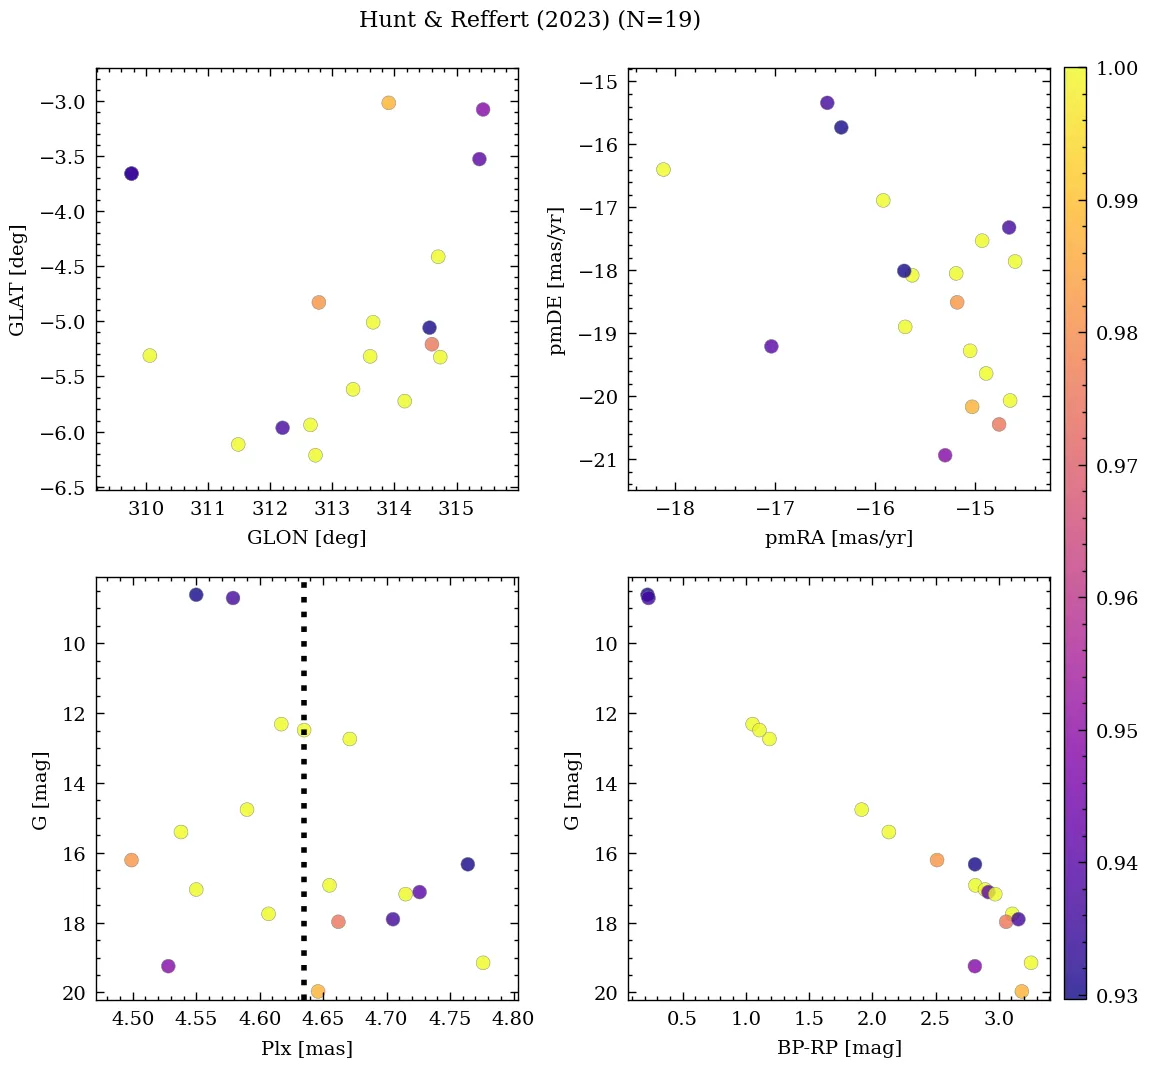 Hunt & Reffert (2023) (N=19)
−3.0
−3.5
−4.0
−4.5
−5.0
−5.5
−6.0
−6.5
GLAT [deg]
310 311 312 313 314 315
GLON [deg]
−15
−16
−17
−18
−19
−20
−21
pmDE [mas/yr]
−18 −17 −16 −15
pmRA [mas/yr]
10
12
14
16
18
20
G [mag]
4.50 4.55 4.60 4.65 4.70 4.75 4.80
Plx [mas]
10
12
14
16
18
20
G [mag]
0.5 1.0 1.5 2.0 2.5 3.0
BP-RP [mag]
1.00
0.99
0.98
0.97
0.96
0.95
0.94
0.93